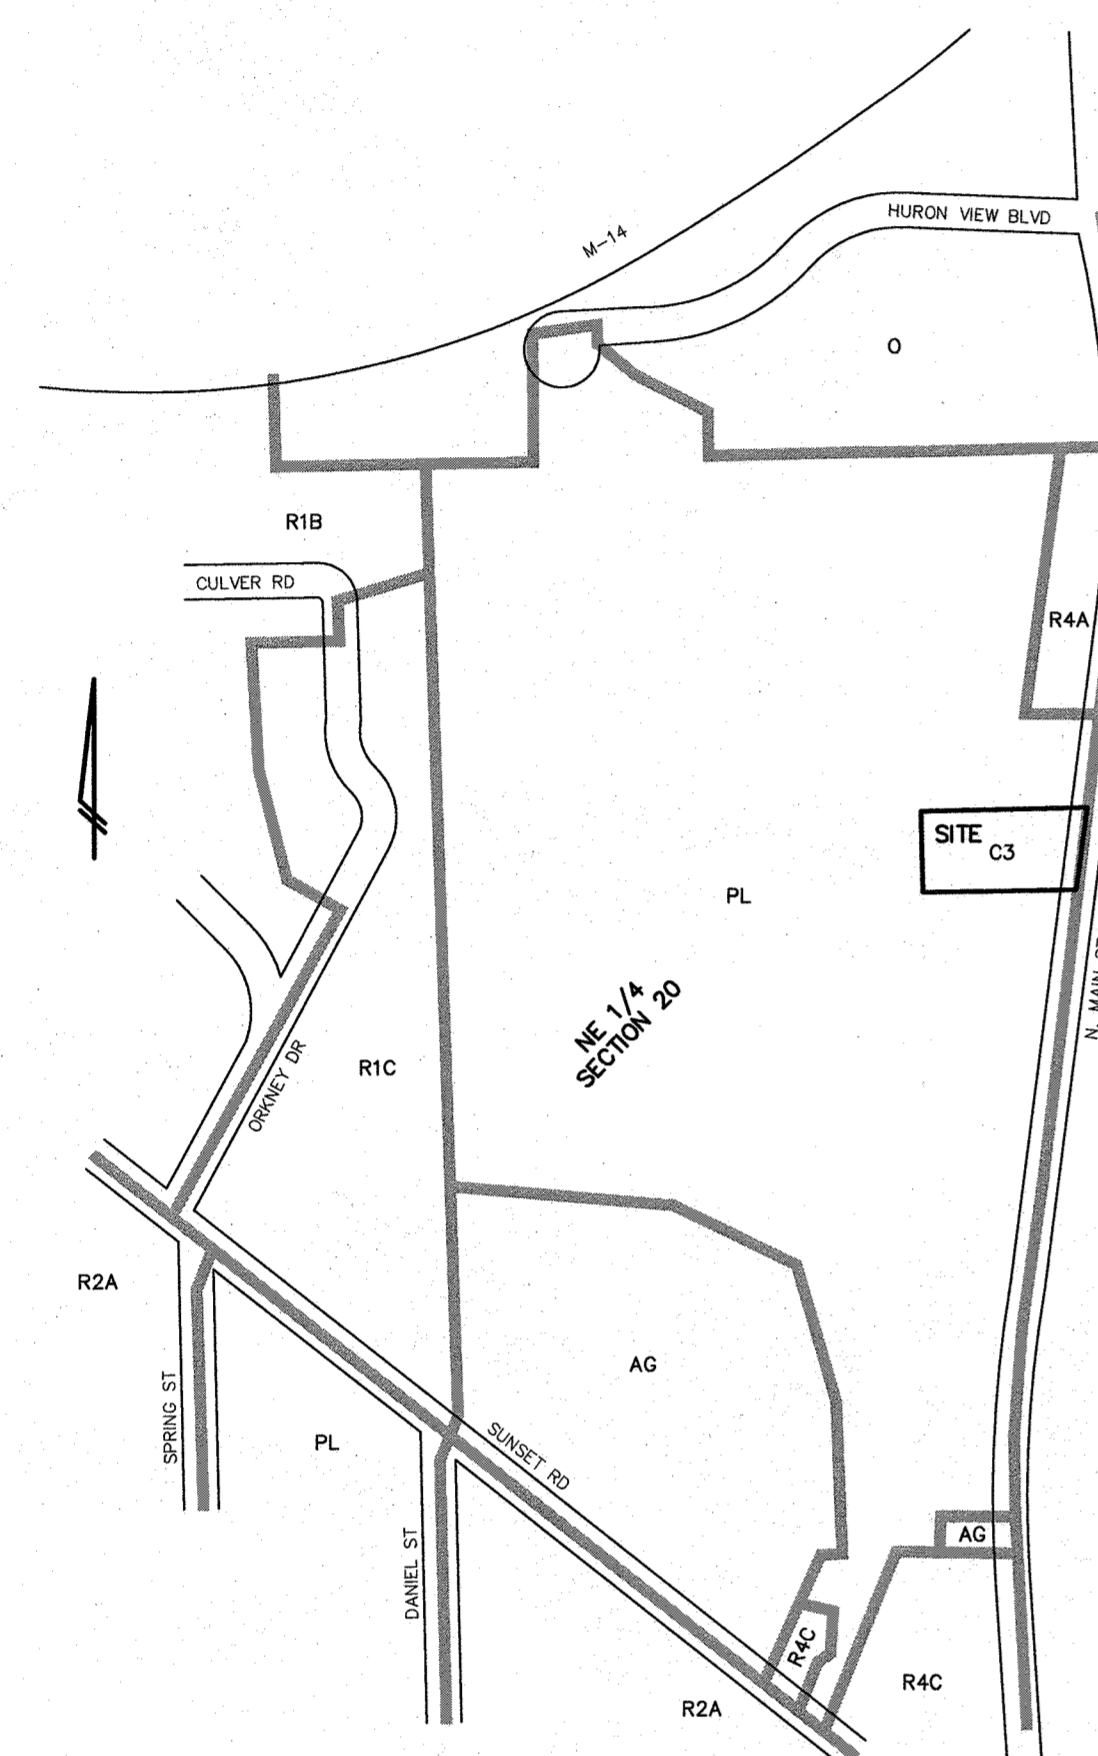 HURON VIEW BLVD
M-14
O
R1B
CULVER RD
R4A
SITE
C3
PL
N. MAIN
NE 1/4
SECTION 20
R1C
ORKNEY DR
R2A
AG
SPRING ST
PL
SUNSET RD
AG
DANIEL ST
R4C
R4C
R2A